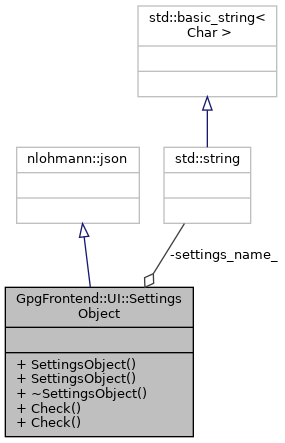 std::basic_string<
Char >
nlohmann::json
std::string
-settings_name_
GpgFrontend::UI::Settings
Object
+ SettingsObject()
+ SettingsObject()
+ ~SettingsObject()
+ Check()
+ Check()